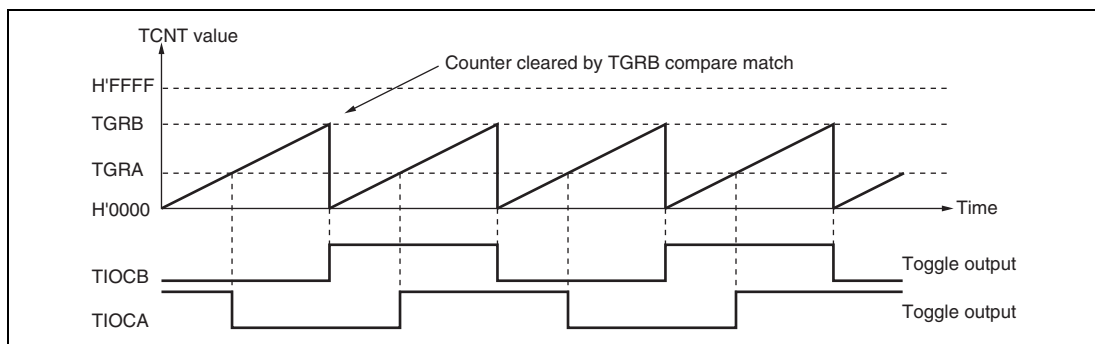 TCNT value
Counter cleared by TGRB compare match
H'FFFF
TGRB
TGRA
H'0000
Time
TIOCB
Toggle output
TIOCA
Toggle output